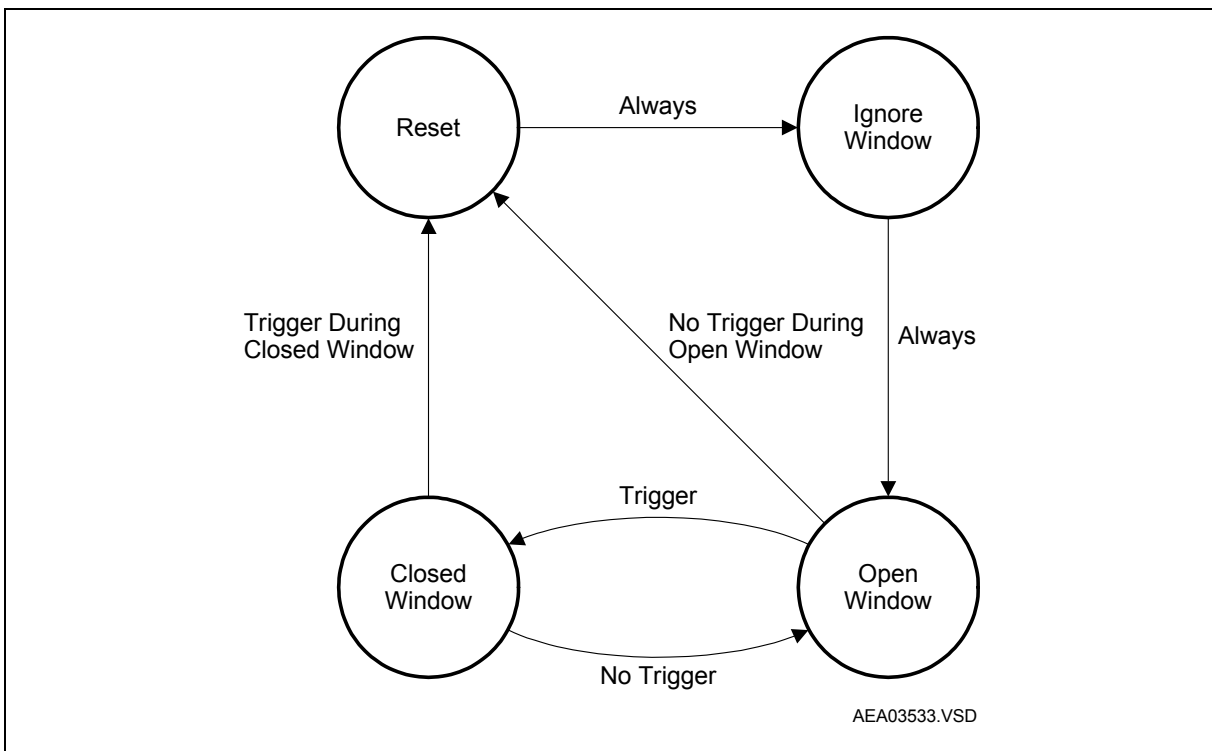 Reset
Always
Ignore
Window
Trigger During
Closed Window
No Trigger During
Open Window
Always
Trigger
Closed
Window
Open
Window
No Trigger
AEA03533.VSD